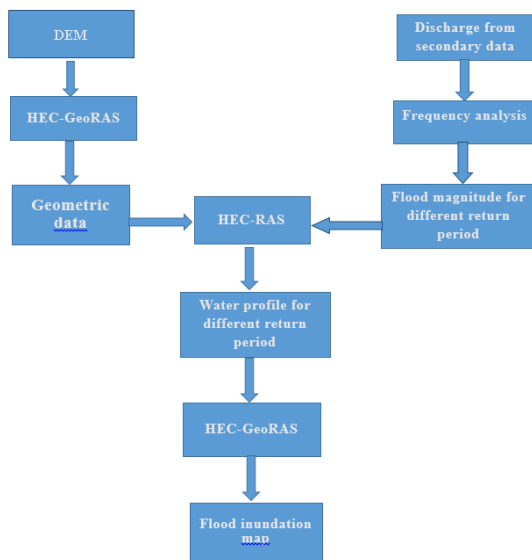 DEM
HEC-GeoRAS
Geometric
data
Discharge from
secondary data
Frequency analysis
Flood magnitude for
different return
period
HEC-RAS
Water profile for
different return
period
HEC-GeoRAS
Flood inundation
map